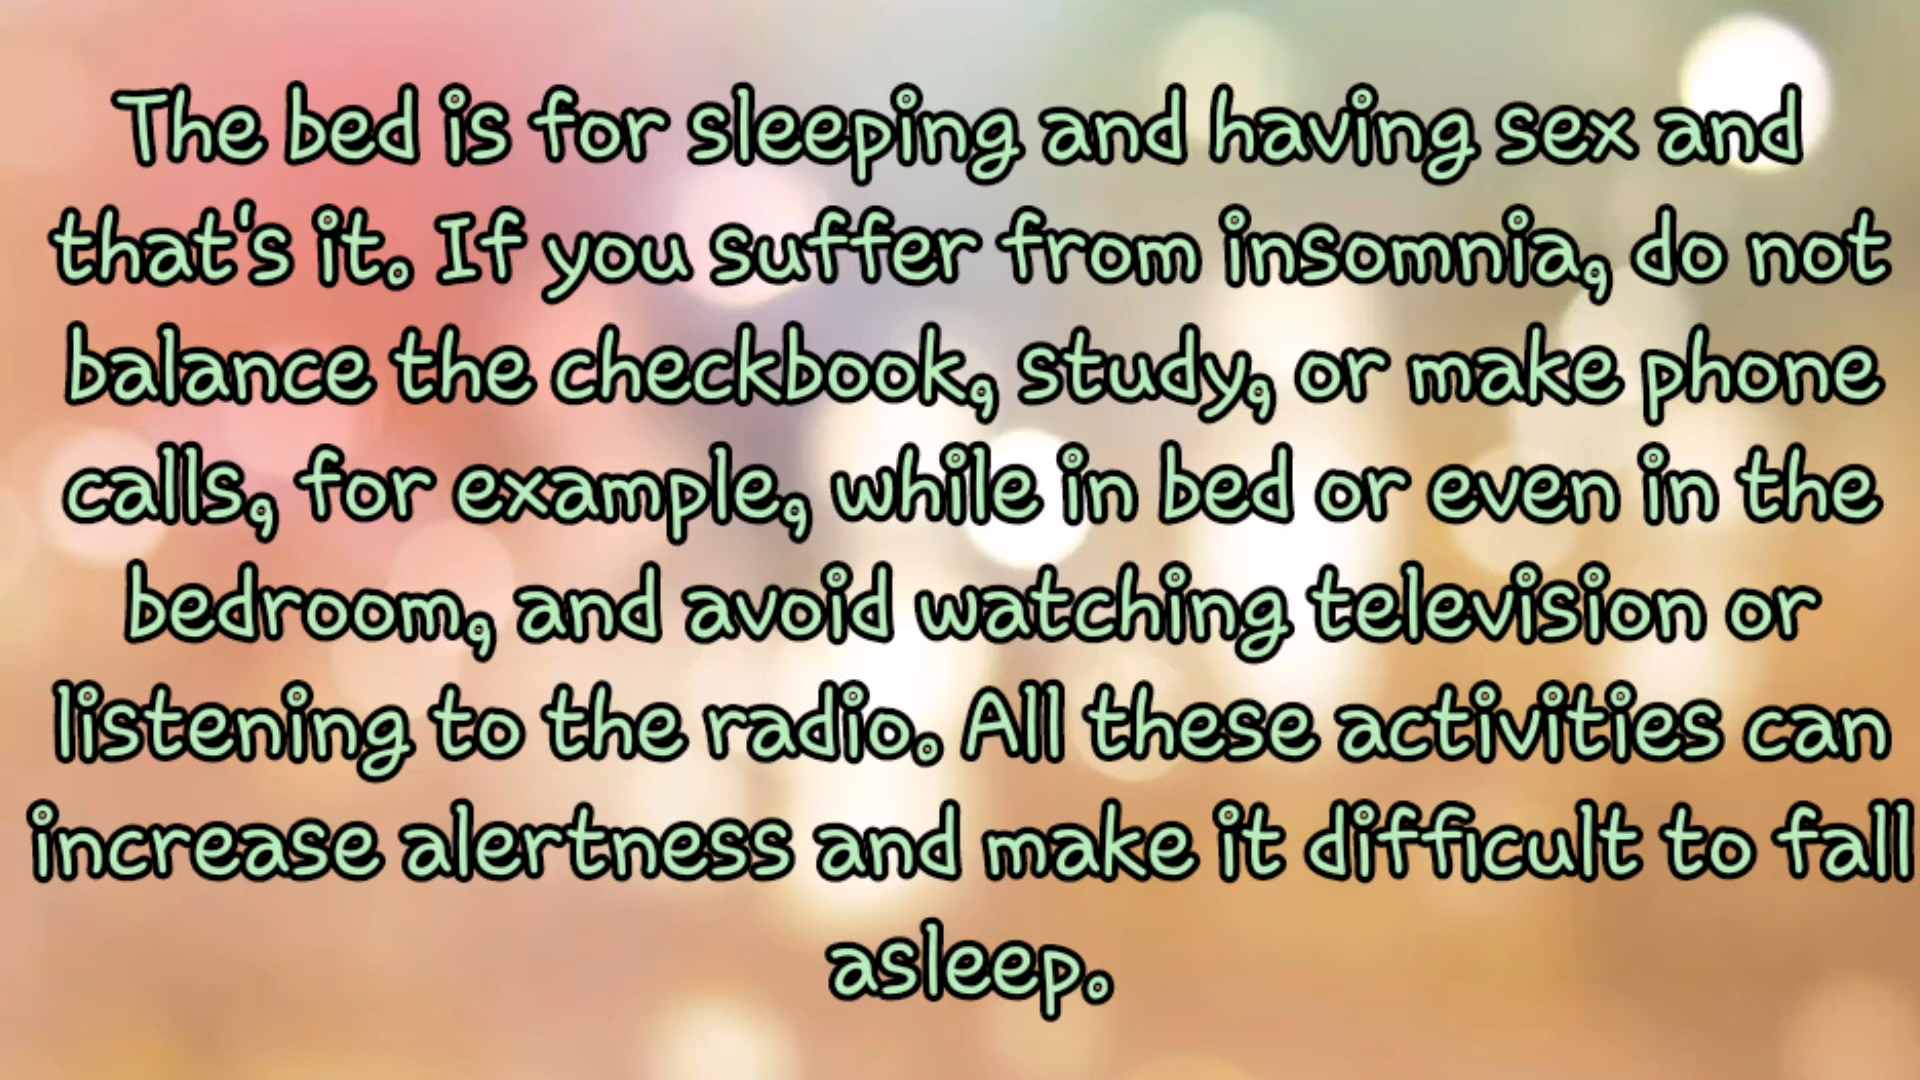 The bed is for sleeping and having sex and
that's it. If you suffer from insomnia, do not
balance the checkbook, study, or make phone
calls, for example, while in bed or even in the
bedroom, and avoid watching television or
listening to the radio. All these activities can
increase alertness and make it difficult to fall
asleep.